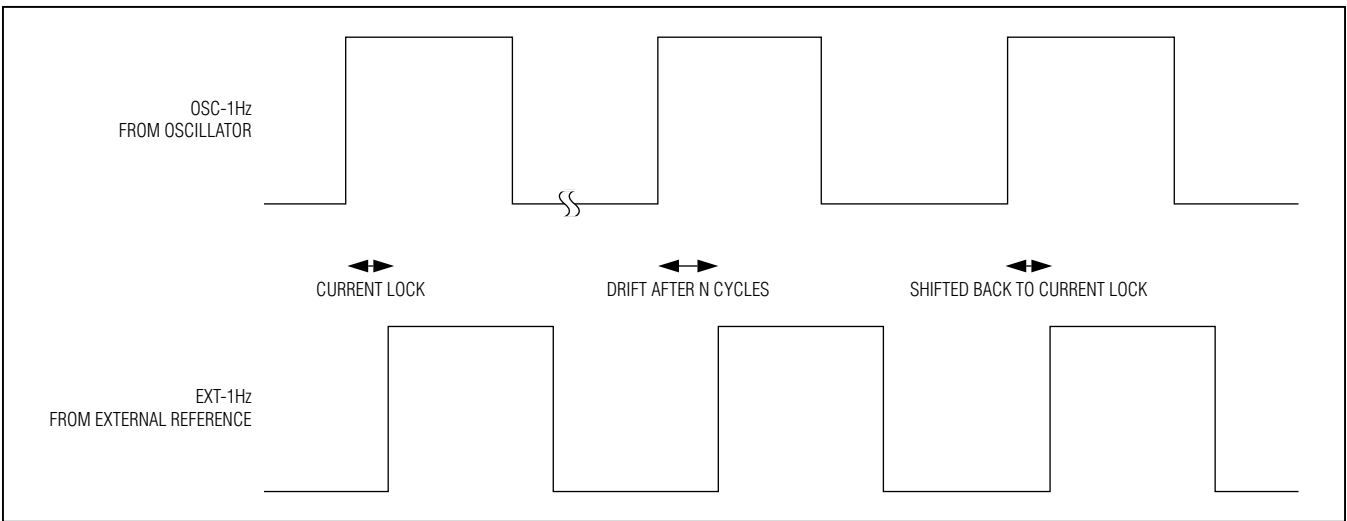 OSC-1Hz
FROM OSCILLATOR
CURRENT LOCK
DRIFT AFTER N CYCLES
SHIFTED BACK TO CURRENT LOCK
EXT-1Hz
FROM EXTERNAL REFERENCE